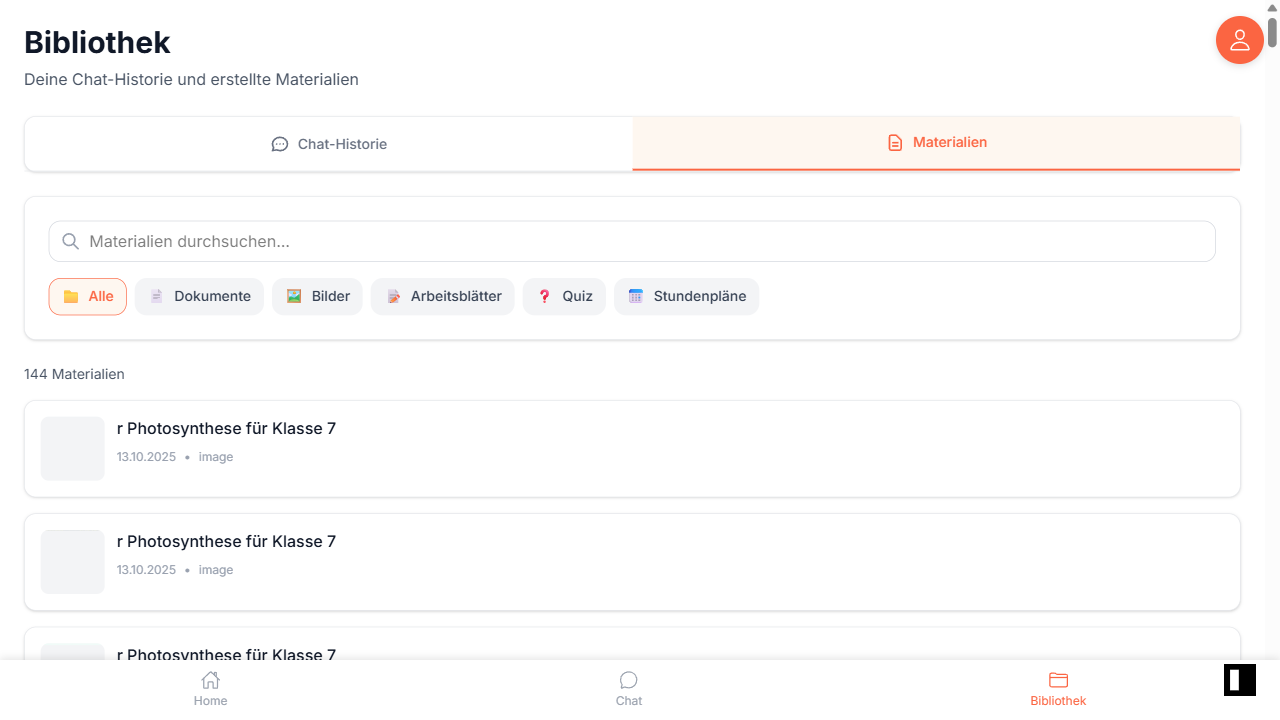 Bibliothek
Deine Chat-Historie und erstellte Materialien
Chat-Historie
Materialien
Materialien durchsuchen...
Alle
Dokumente
Bilder
Arbeitsblätter
Quiz
Stundenpläne
144 Materialien
r Photosynthese für Klasse 7
13.10.2025 • image
r Photosynthese für Klasse 7
13.10.2025 • image
r Photosynthese für Klasse 7
Home
Chat
Bibliothek